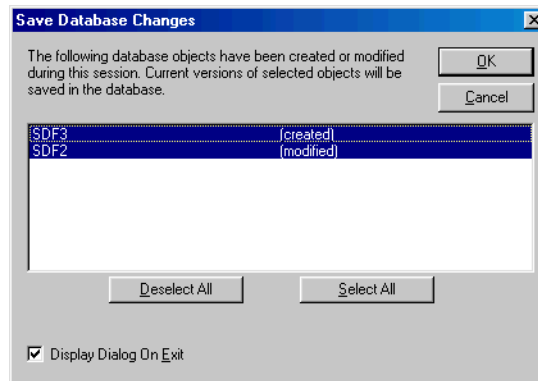 Save Database Changes
The following database objects have been created or modified
during this session. Current versions of selected objects will be
saved in the database.
OK
Cancel
SDF3 (created)
SDF2 (modified)
Deselect All Select All
Display Dialog On Exit